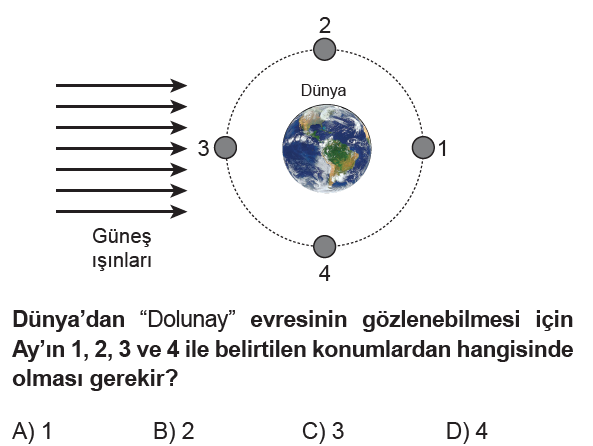 2
Dünya
3
1
Güneş
ışınları
4
Dünya’dan “Dolunay” evresinin gözlenebilmesi için
Ay’ın 1, 2, 3 ve 4 ile belirtilen konumlardan hangisinde
olması gerekir?
A) 1 B) 2 C) 3 D) 4